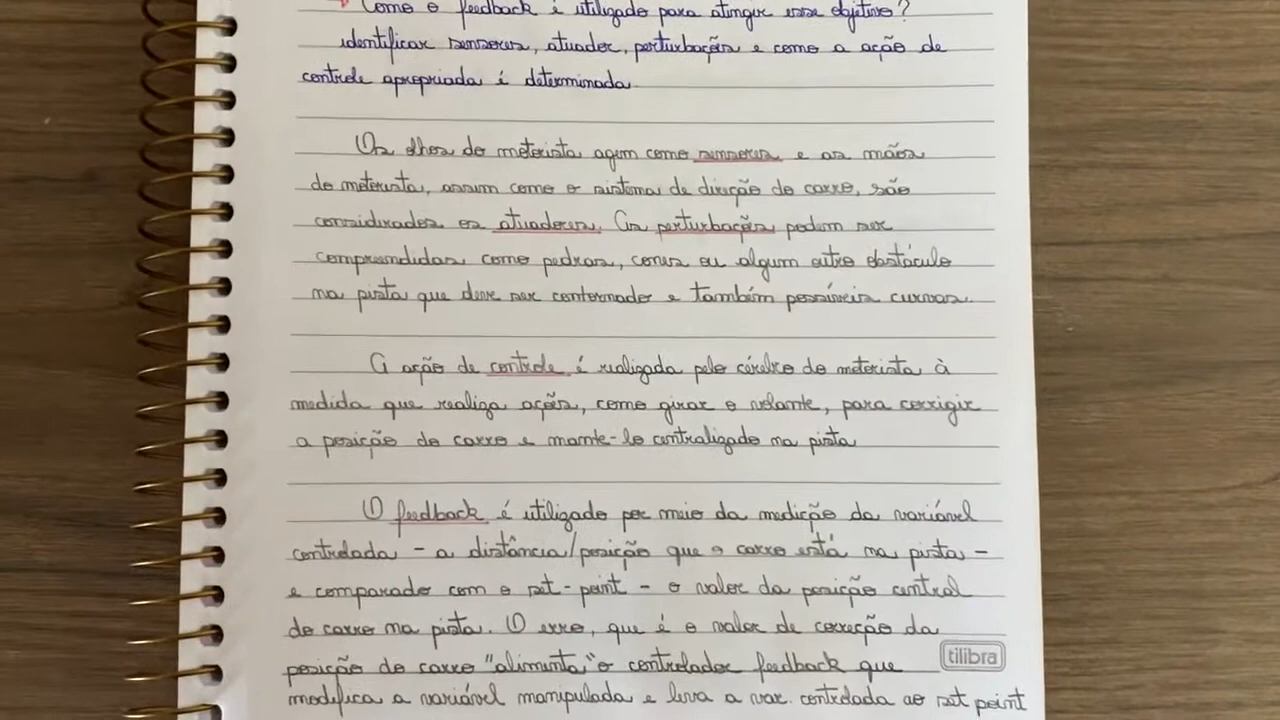 Como o feedback é utilizado para atingir esse objetivo?
identificar sensores, atuador, perturbações e como a ação de
controle apropriada é determinada
Os olhos do motorista agem como sensores e as mãos
do motorista, assim como o sistema de direção do carro, são
considerados os atuadores. As perturbações podem ser
compreendidas como pedras, cones ou algum outro obstáculo
na pista que deve ser contornado e também possíveis curvas.
A ação de controle é realizada pelo cérebro do motorista à
medida que realiza ações, como girar o volante, para corrigir
a posição do carro e mante-lo centralizado na pista
O feedback é utilizado por meio da medição da variável
controlada - a distância/posição que o carro está na pista -
e comparado com o set-point - o valor da posição central
do carro na pista. O erro, que é o valor de correção da
posição do carro "alimenta" o controlador feedback que
tilibra
modifica a variável manipulada e leva a var. controlada ao set point